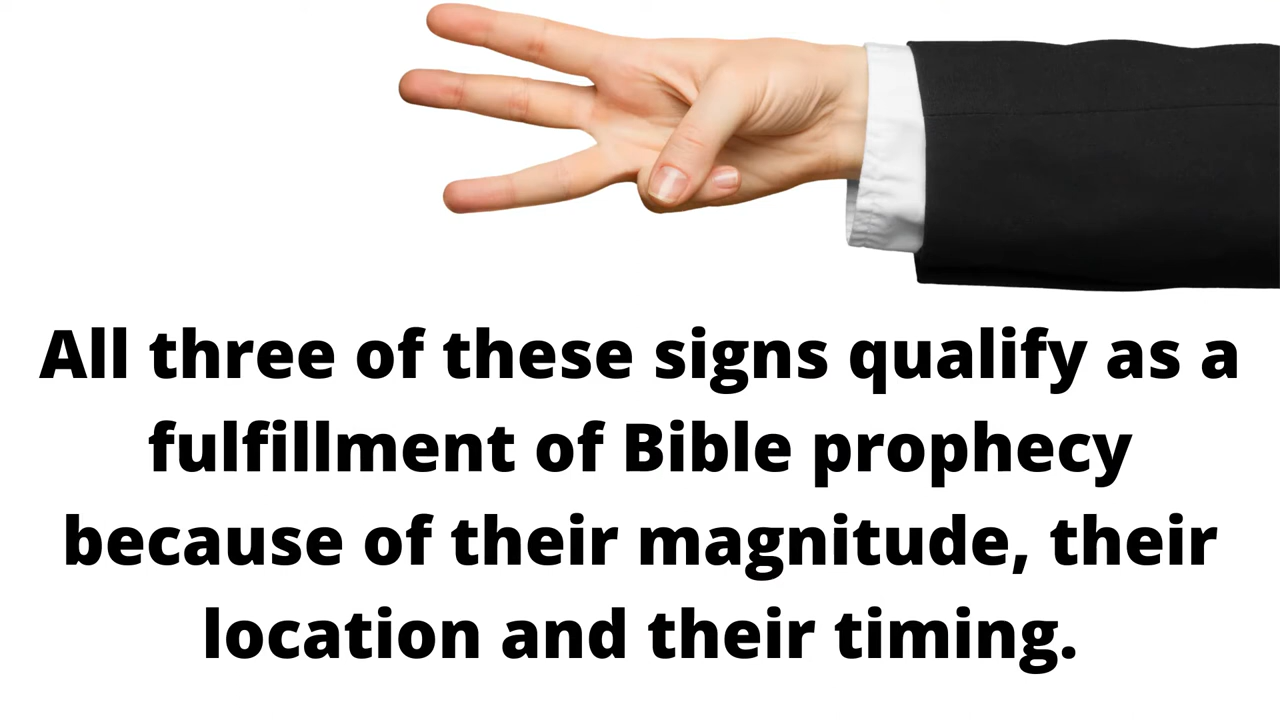 All three of these signs qualify as a
fulfillment of Bible prophecy
because of their magnitude, their
location and their timing.